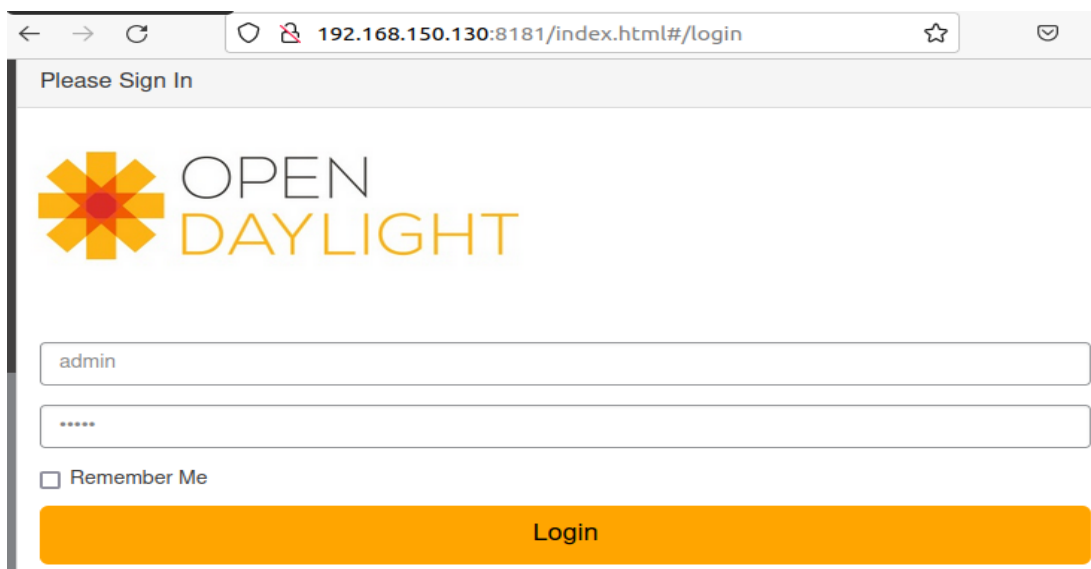 192.168.150.130:8181/index.html#/login
Please Sign In
OPEN
DAYLIGHT
admin
•••••
Remember Me
Login